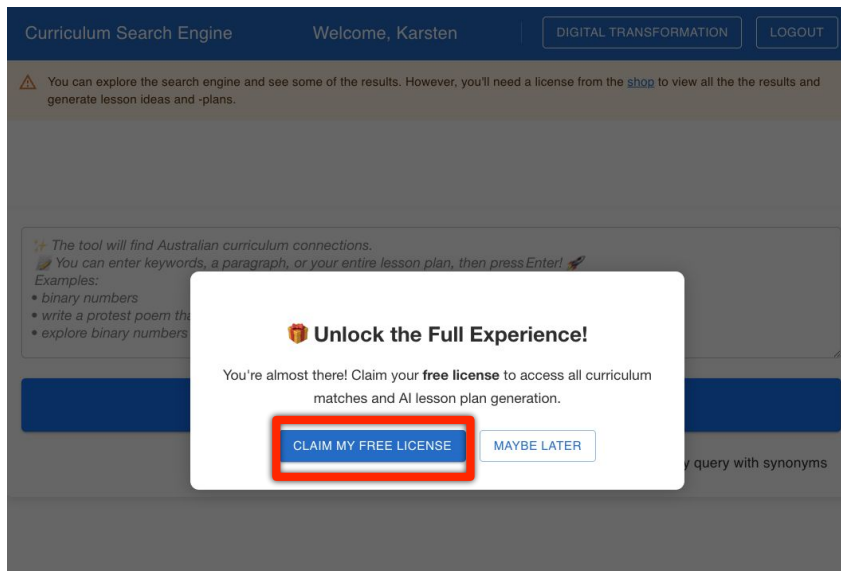 Curriculum Search Engine
Welcome, Karsten
DIGITAL TRANSFORMATION
LOGOUT
You can explore the search engine and see some of the results. However, you'll need a license from the shop to view all the the results and
generate lesson ideas and -plans.
✨ The tool will find Australian curriculum connections.
You can enter keywords, a paragraph, or your entire lesson plan, then press Enter! 🚀
Examples:
• binary numbers
• write a protest poem
• explore binary numbers
🎁 Unlock the Full Experience!
You're almost there! Claim your free license to access all curriculum
matches and AI lesson plan generation.
CLAIM MY FREE LICENSE
MAYBE LATER
query with synonyms